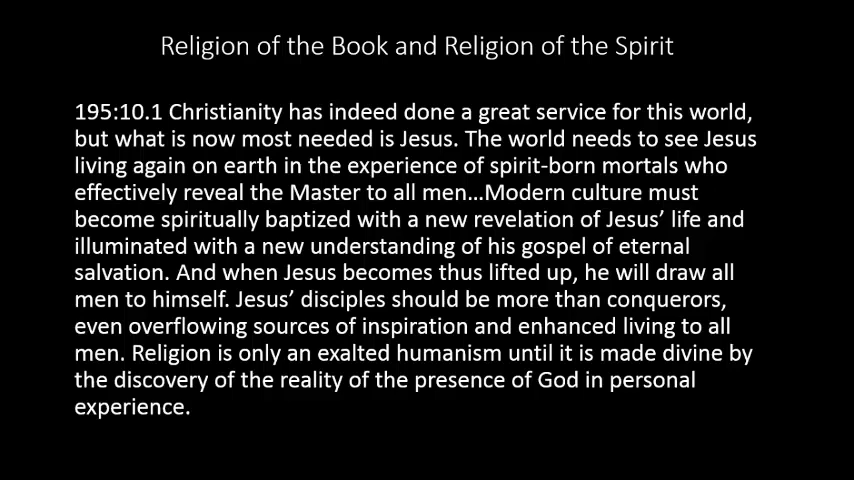 Religion of the Book and Religion of the Spirit
195:10.1 Christianity has indeed done a great service for this world,
but what is now most needed is Jesus. The world needs to see Jesus
living again on earth in the experience of spirit-born mortals who
effectively reveal the Master to all men…Modern culture must
become spiritually baptized with a new revelation of Jesus’ life and
illuminated with a new understanding of his gospel of eternal
salvation. And when Jesus becomes thus lifted up, he will draw all
men to himself. Jesus’ disciples should be more than conquerors,
even overflowing sources of inspiration and enhanced living to all
men. Religion is only an exalted humanism until it is made divine by
the discovery of the reality of the presence of God in personal
experience.